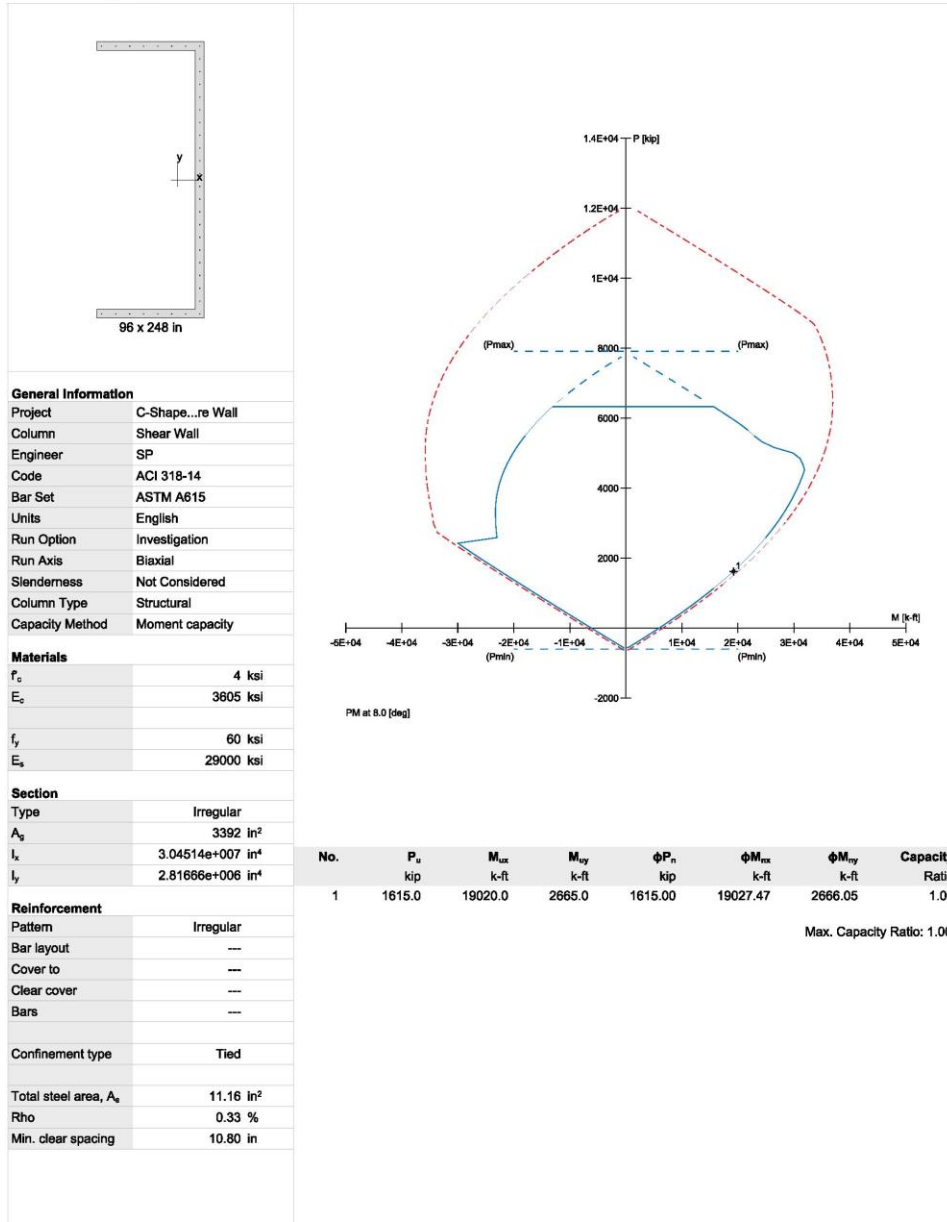 y
x
96 x 248 in
General Information
Project C-Shape...re Wall
Column Shear Wall
Engineer SP
Code ACI 318-14
Bar Set ASTM A615
Units English
Run Option Investigation
Run Axis Biaxial
Slenderness Not Considered
Column Type Structural
Capacity Method Moment capacity
Materials
f'c 4 ksi
Ec 3605 ksi
fy 60 ksi
Es 29000 ksi
Section
Type Irregular
Ag 3392 in²
Ix 3.04514e+007 in⁴
Iy 2.81666e+006 in⁴
Reinforcement
Pattern Irregular
Bar layout ---
Cover to ---
Clear cover ---
Bars ---
Confinement type Tied
Total steel area, As 11.16 in²
Rho 0.33 %
Min. clear spacing 10.80 in
1.4E+04 P [kip]
1.2E+04
1E+04
(Pmax) 8000 (Pmax)
6000
4000
2000
1
M [k-ft]
-5E+04 -4E+04 -3E+04 -2E+04 -1E+04 0 1E+04 2E+04 3E+04 4E+04 5E+04
(Pmin) (Pmin)
-2000
PM at 8.0 [deg]
No. Pu Mux Muy ϕPn ϕMnx ϕMny Capacit
kip k-ft k-ft kip k-ft k-ft Rati
1 1615.0 19020.0 2665.0 1615.00 19027.47 2666.05 1.0
Max. Capacity Ratio: 1.00